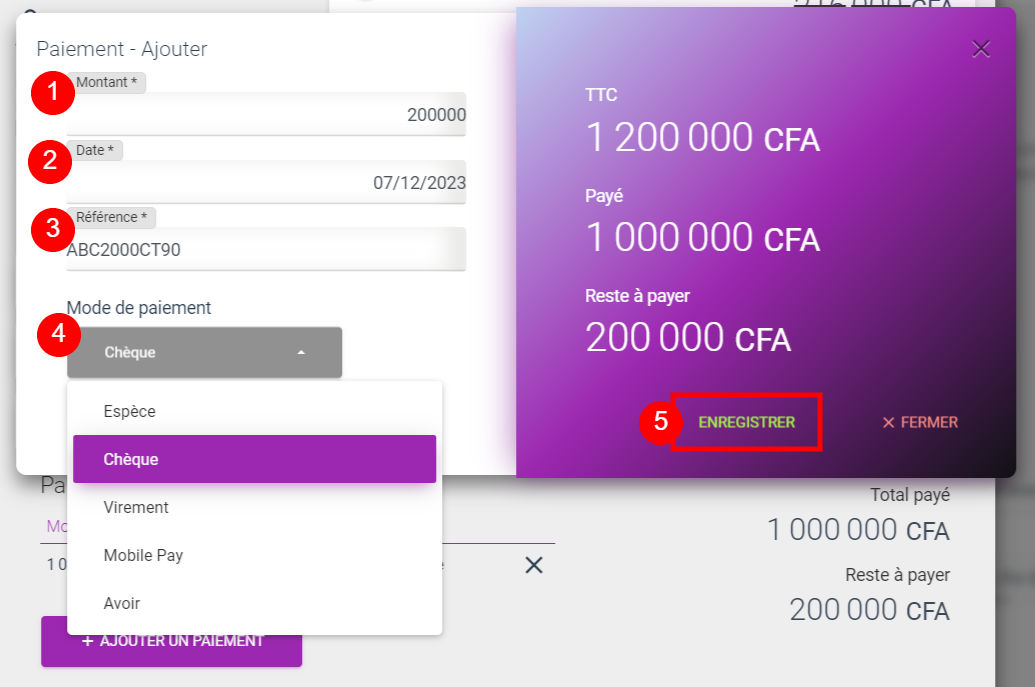 Paiement - Ajouter
1
Montant *
200000
2
Date *
07/12/2023
3
Référence *
ABC2000CT90
Mode de paiement
4
Chèque
Espèce
Chèque
Virement
Mobile Pay
Avoir
TTC
1 200 000 CFA
Payé
1 000 000 CFA
Reste à payer
200 000 CFA
5
ENREGISTRER
FERMER
Pa
Mo
1 0
+ AJOUTER UN PAIEMENT
Total payé
1 000 000 CFA
Reste à payer
200 000 CFA